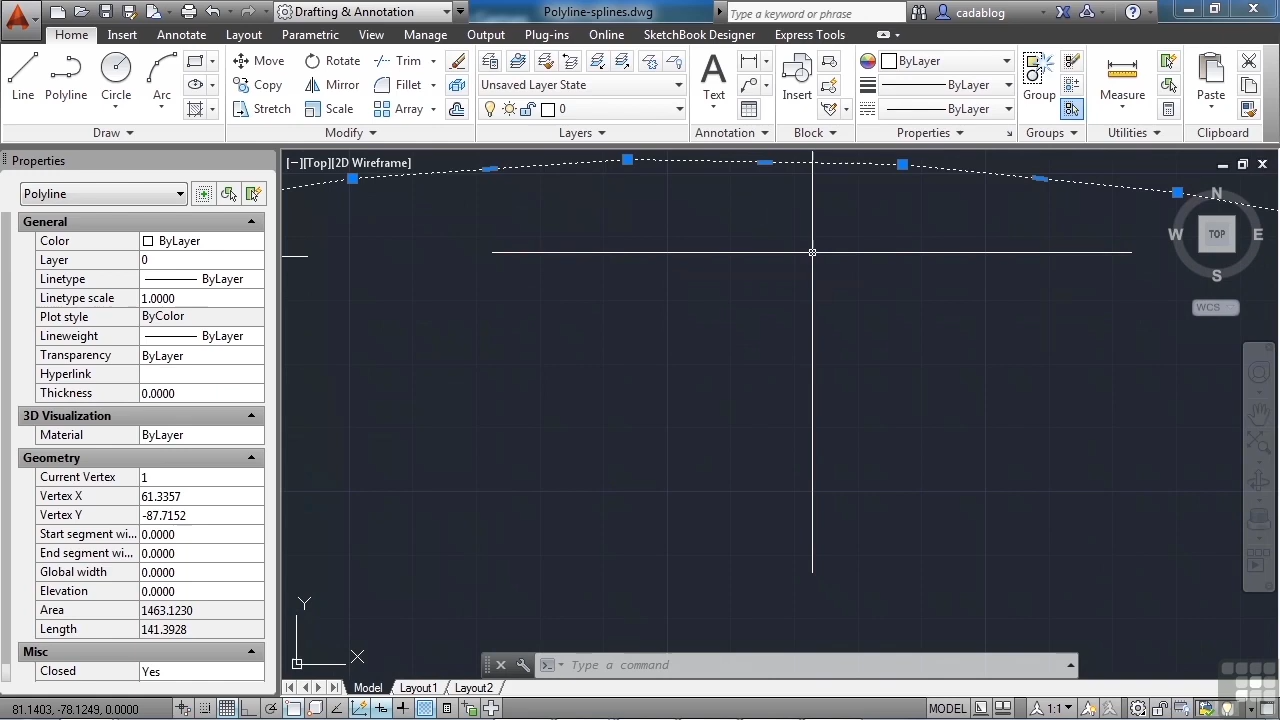 Drafting & Annotation
Polyline-splines.dwg
Type a keyword or phrase
cadablog
Home Insert Annotate Layout Parametric View Manage Output Plug-ins Online SketchBook Designer Express Tools
Line Polyline Circle Arc
Move Rotate Trim
Copy Mirror Fillet
Stretch Scale Array
Unsaved Layer State
0
Text
Insert
ByLayer
ByLayer
ByLayer
Group
Measure
Paste
Draw Modify Layers Annotation Block Properties Groups Utilities Clipboard
Properties
Polyline
General
Color ByLayer
Layer 0
Linetype ByLayer
Linetype scale 1.0000
Plot style ByColor
Lineweight ByLayer
Transparency ByLayer
Hyperlink
Thickness 0.0000
3D Visualization
Material ByLayer
Geometry
Current Vertex 1
Vertex X 61.3357
Vertex Y -87.7152
Start segment wi... 0.0000
End segment wi... 0.0000
Global width 0.0000
Elevation 0.0000
Area 1463.1230
Length 141.3928
Misc
Closed Yes
[−][Top][2D Wireframe]
N
W TOP E
S
WCS
Y
X
Type a command
Model Layout1 Layout2
81.1403, -78.1249, 0.0000
MODEL
1:1